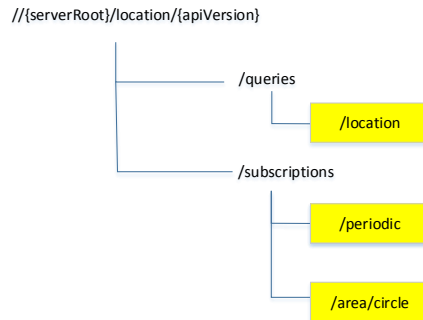 //{serverRoot}/location/{apiVersion}
/queries
/location
/subscriptions
/periodic
/area/circle